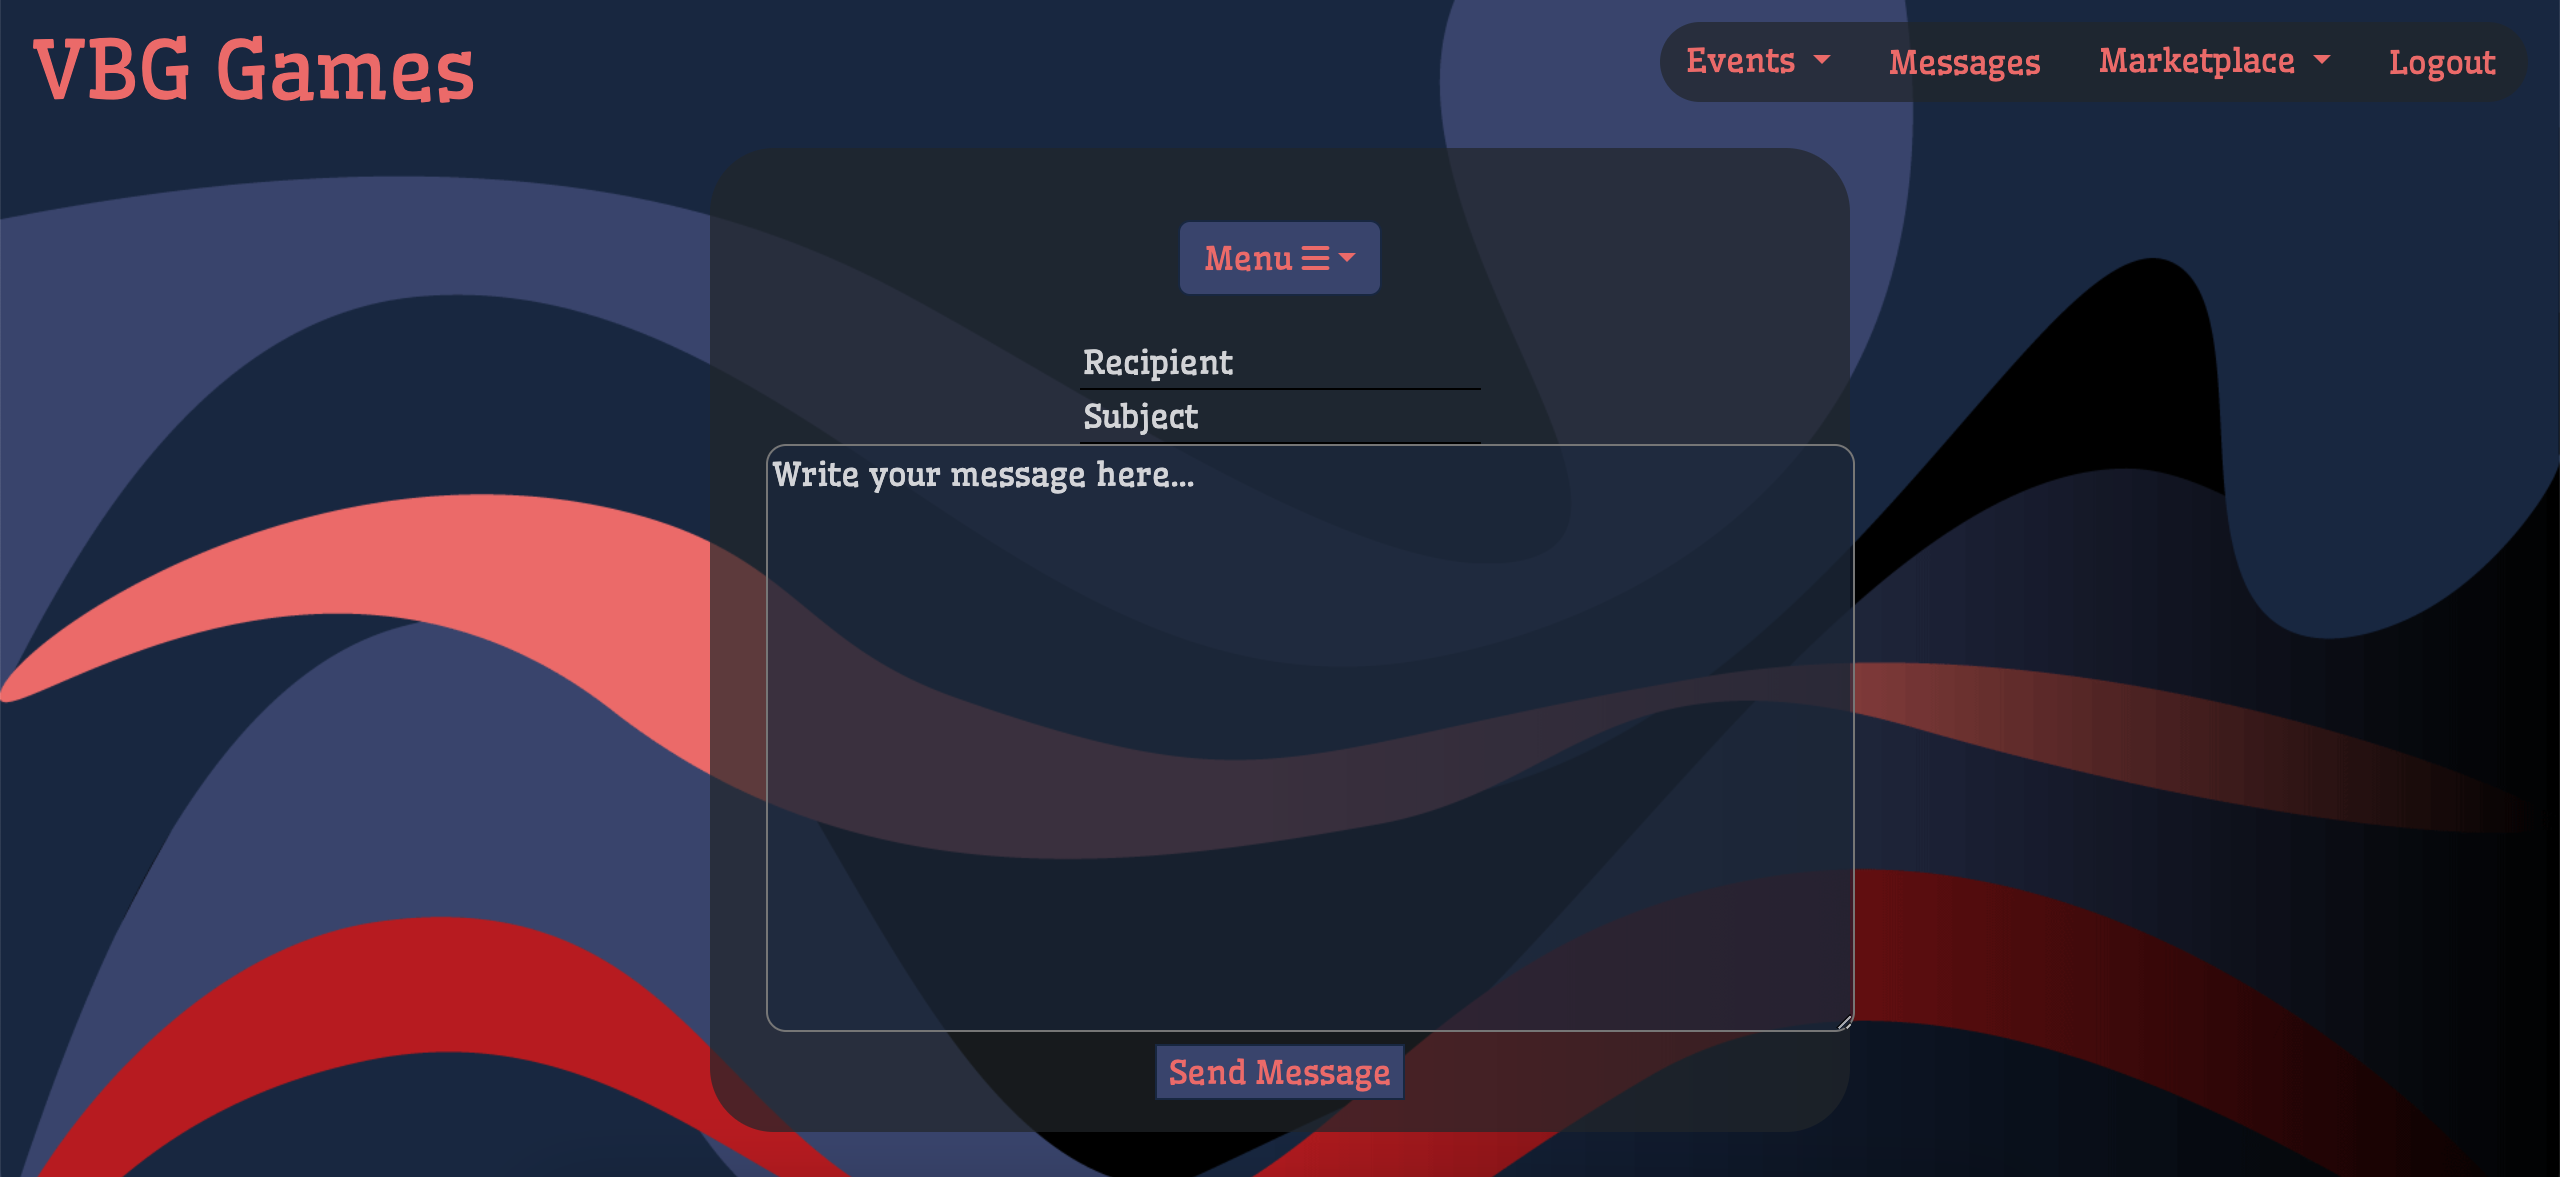 VBG Games
Events Messages Marketplace Logout
Menu
Recipient
Subject
Write your message here...
Send Message